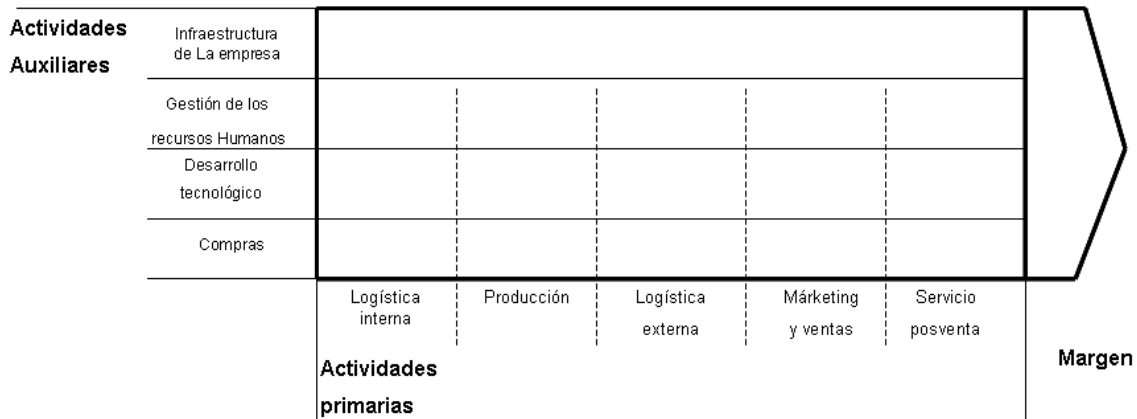 Actividades
Auxiliares
Infraestructura
de La empresa
Gestión de los
recursos Humanos
Desarrollo
tecnológico
Compras
Logística
interna
Producción
Logística
externa
Márketing
y ventas
Servicio
posventa
Actividades
primarias
Margen